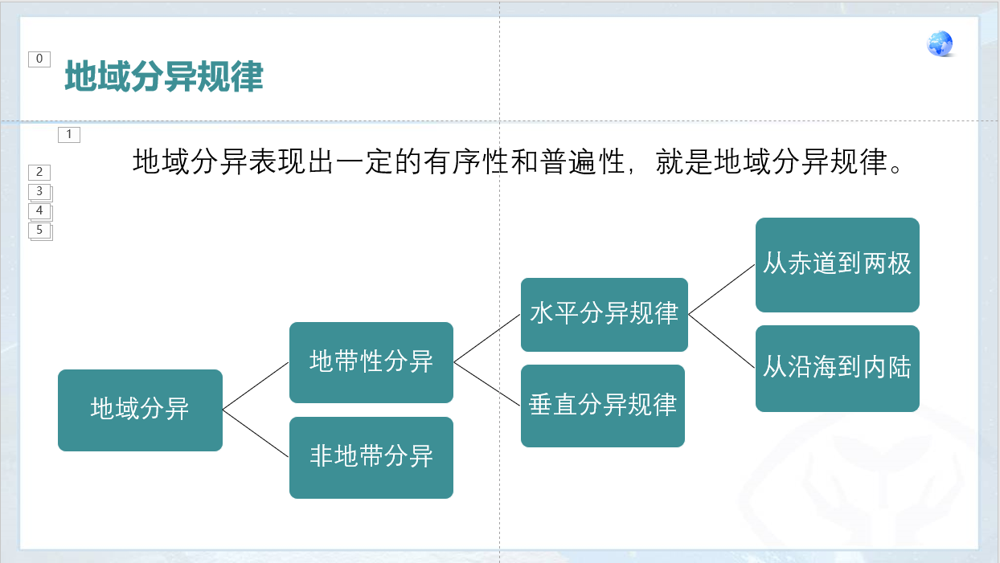 0
地域分异规律
1
地域分异表现出一定的有序性和普遍性，就是地域分异规律。
2
3
4
5
地域分异
地带性分异
非地带分异
水平分异规律
垂直分异规律
从赤道到两极
从沿海到内陆